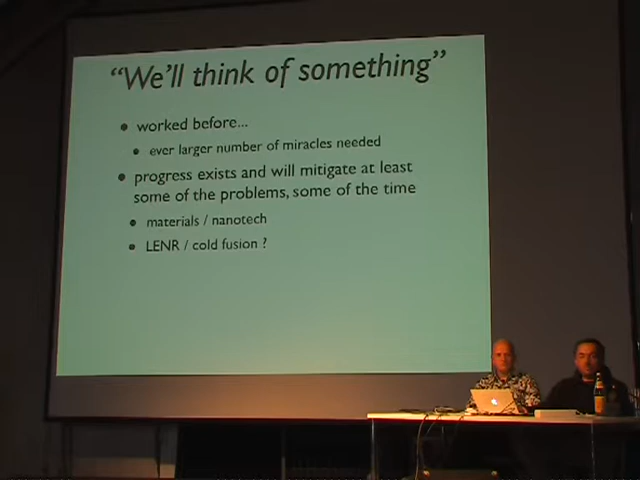 “We’ll think of something”
• worked before...
• ever larger number of miracles needed
• progress exists and will mitigate at least
some of the problems, some of the time
• materials / nanotech
• LENR / cold fusion ?